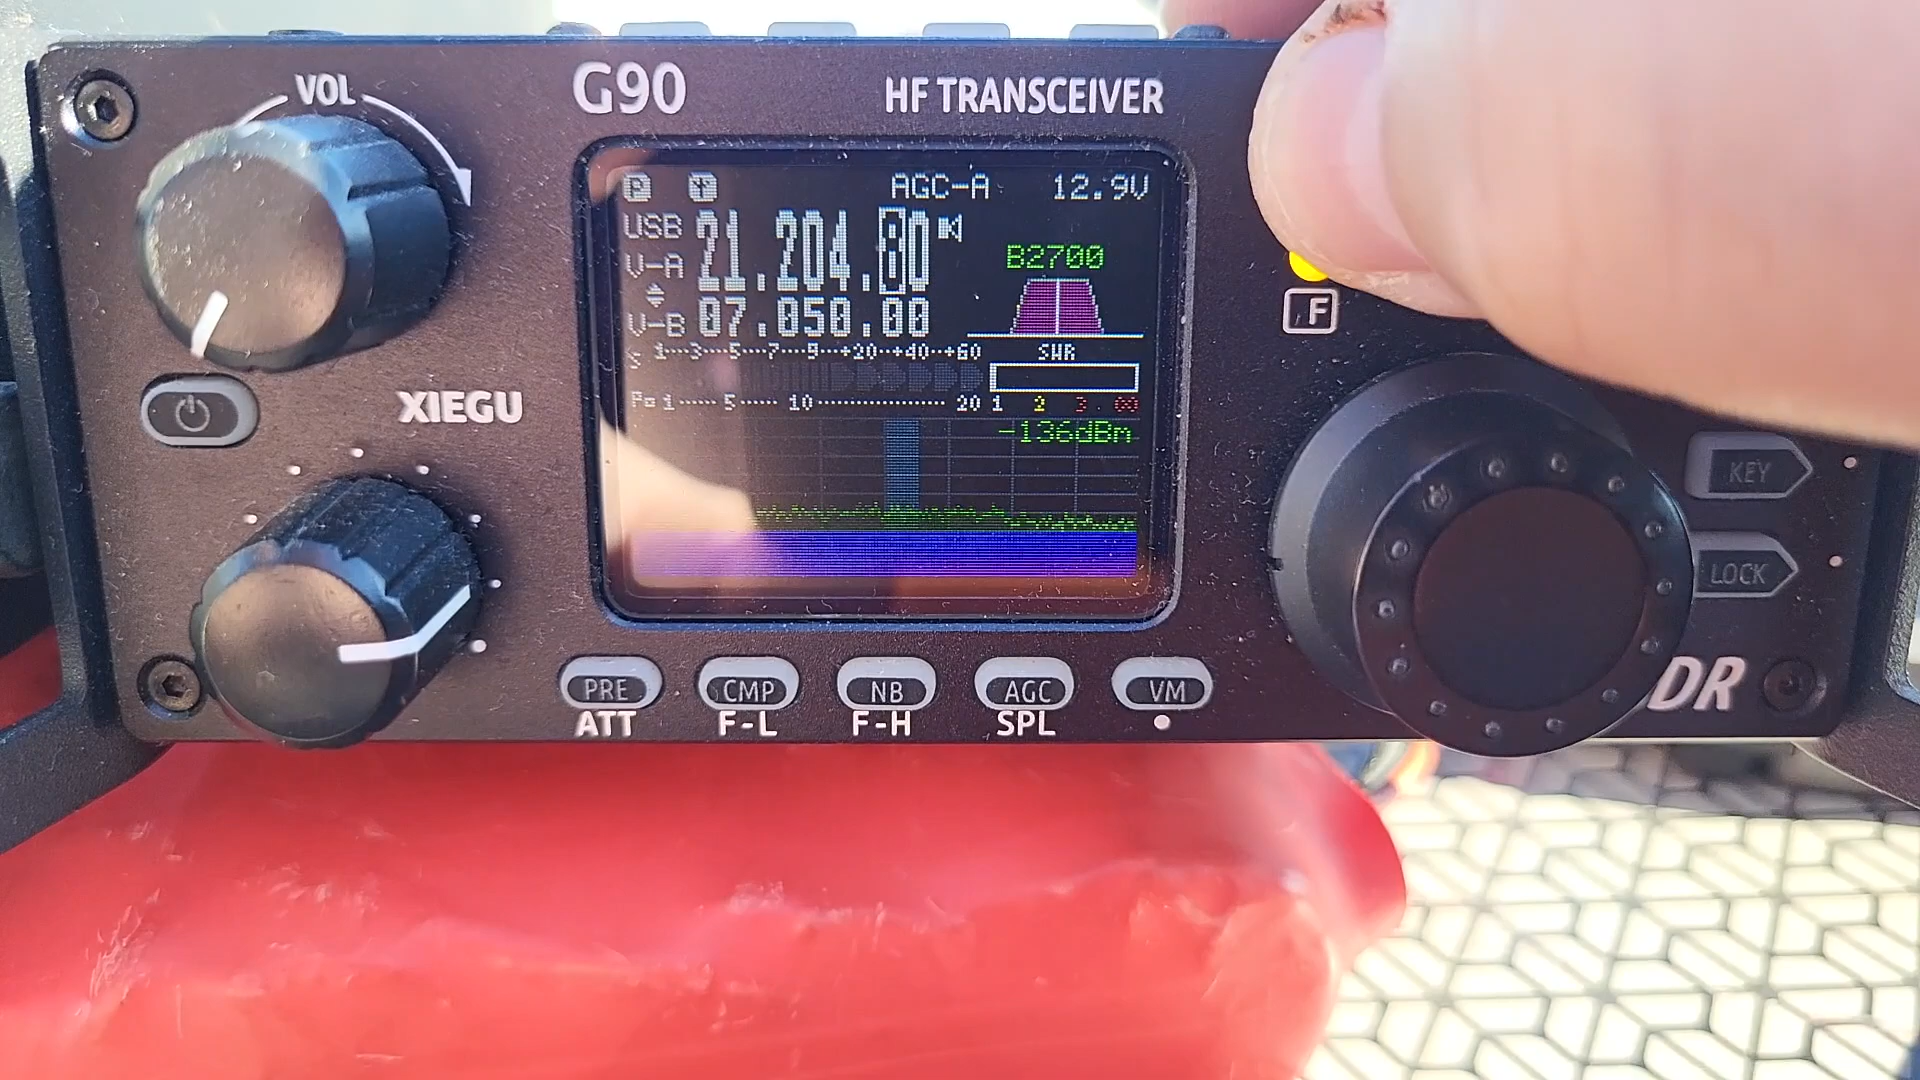 VOL
G90 HF TRANSCEIVER
P T AGC-A 12.9V
USB 21.204.80
V-A B2700
V-B 07.050.00
S 1 3 5 7 9 +20 +40 +60 SWR
Po 1 5 10 20 1 2 3 . 00
-136dBm
XIEGU
F
KEY
LOCK
DR
PRE CMP NB AGC VM
ATT F-L F-H SPL